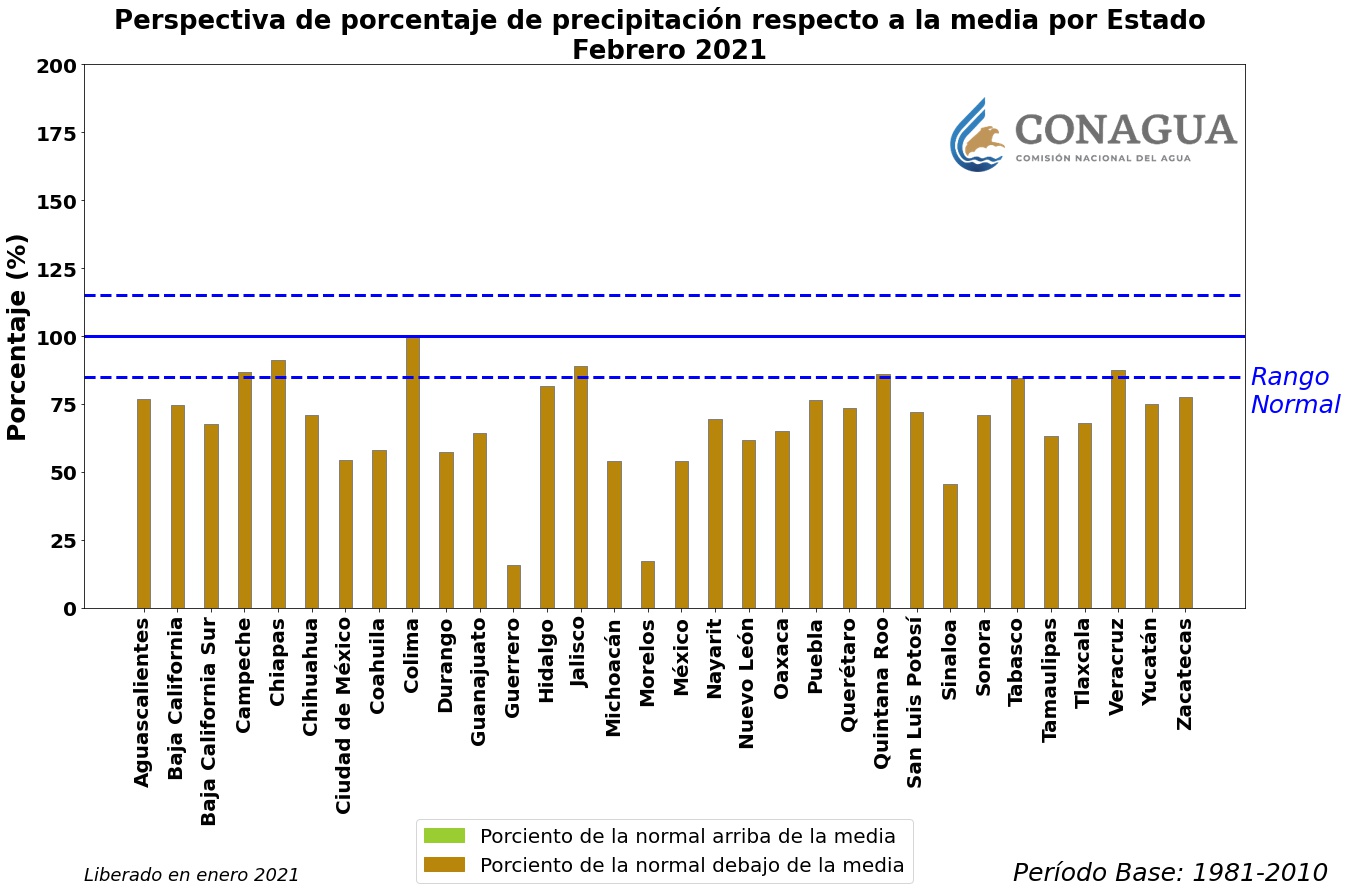 Perspectiva de porcentaje de precipitación respecto a la media por Estado
Febrero 2021
200
175
150
125
100
75
50
25
0
Porcentaje (%)
CONAGUA
COMISIÓN NACIONAL DEL AGUA
Rango
Normal
Aguascalientes
Baja California
Baja California Sur
Campeche
Chiapas
Chihuahua
Ciudad de México
Coahuila
Colima
Durango
Guanajuato
Guerrero
Hidalgo
Jalisco
Michoacán
Morelos
México
Nayarit
Nuevo León
Oaxaca
Puebla
Querétaro
Quintana Roo
San Luis Potosí
Sinaloa
Sonora
Tabasco
Tamaulipas
Tlaxcala
Veracruz
Yucatán
Zacatecas
Porciento de la normal arriba de la media
Porciento de la normal debajo de la media
Liberado en enero 2021
Período Base: 1981-2010